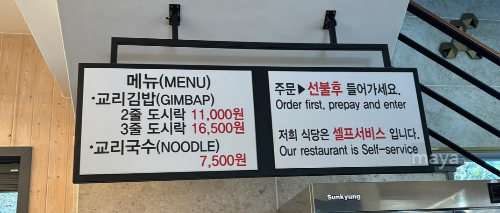 메뉴(MENU)
·교리김밥(GIMBAP)
2줄 도시락 11,000원
3줄 도시락 16,500원
·교리국수(NOODLE)
7,500원
주문▶선불후 들어가세요.
Order first, prepay and enter
저희 식당은 셀프서비스 입니다.
Our restaurant is Self-service
maya
maya
Sunkyung